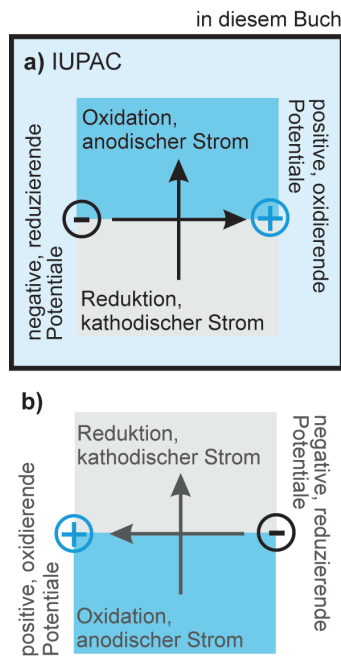 in diesem Buch
a) IUPAC
Oxidation,
anodischer Strom
positive, oxidierende
Potentiale
-
+
negative, reduzierende
Potentiale
Reduktion,
kathodischer Strom
b)
Reduktion,
kathodischer Strom
negative, reduzierende
Potentiale
+
-
positive, oxidierende
Potentiale
Oxidation,
anodischer Strom